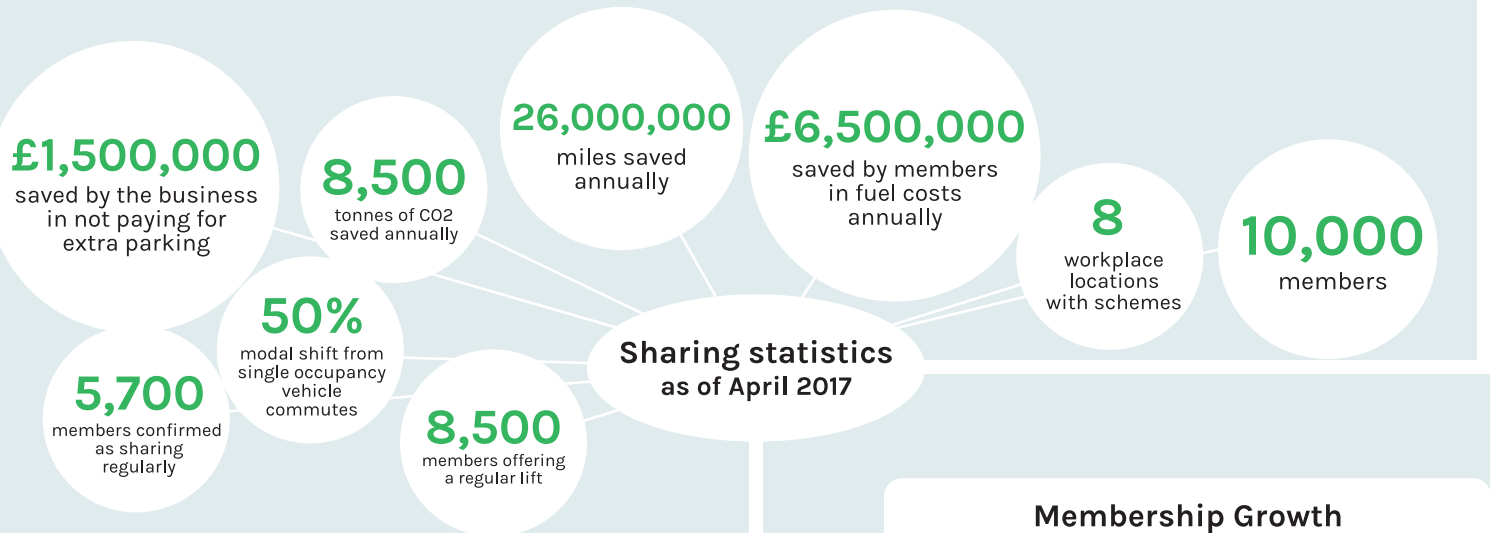 £1,500,000
saved by the business
in not paying for
extra parking
8,500
tonnes of CO2
saved annually
26,000,000
miles saved
annually
£6,500,000
saved by members
in fuel costs
annually
8
workplace
locations
with schemes
10,000
members
50%
modal shift from
single occupancy
vehicle
commutes
5,700
members confirmed
as sharing
regularly
8,500
members offering
a regular lift
Sharing statistics
as of April 2017
Membership Growth